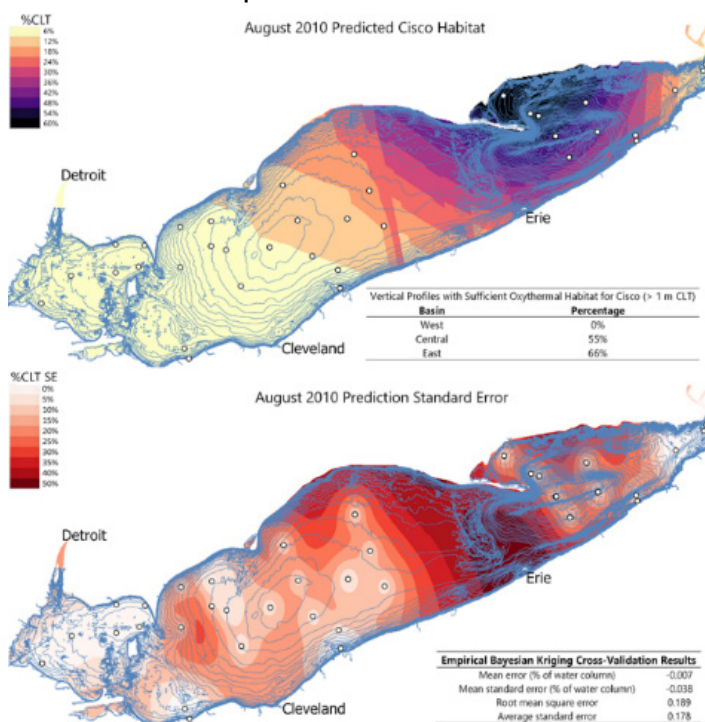 %CLT
August 2010 Predicted Cisco Habitat
6%
12%
18%
24%
30%
36%
42%
48%
54%
60%
Detroit
Erie
Cleveland
Vertical Profiles with Sufficient Oxythermal Habitat for Cisco (> 1 m CLT)
Basin Percentage
West 0%
Central 55%
East 66%
%CLT SE
August 2010 Prediction Standard Error
0%
5%
10%
15%
20%
25%
30%
35%
40%
45%
50%
Detroit
Erie
Cleveland
Empirical Bayesian Kriging Cross-Validation Results
Mean error (% of water column) -0.007
Mean standard error (% of water column) -0.038
Root mean square error 0.189
Average standard error 0.178